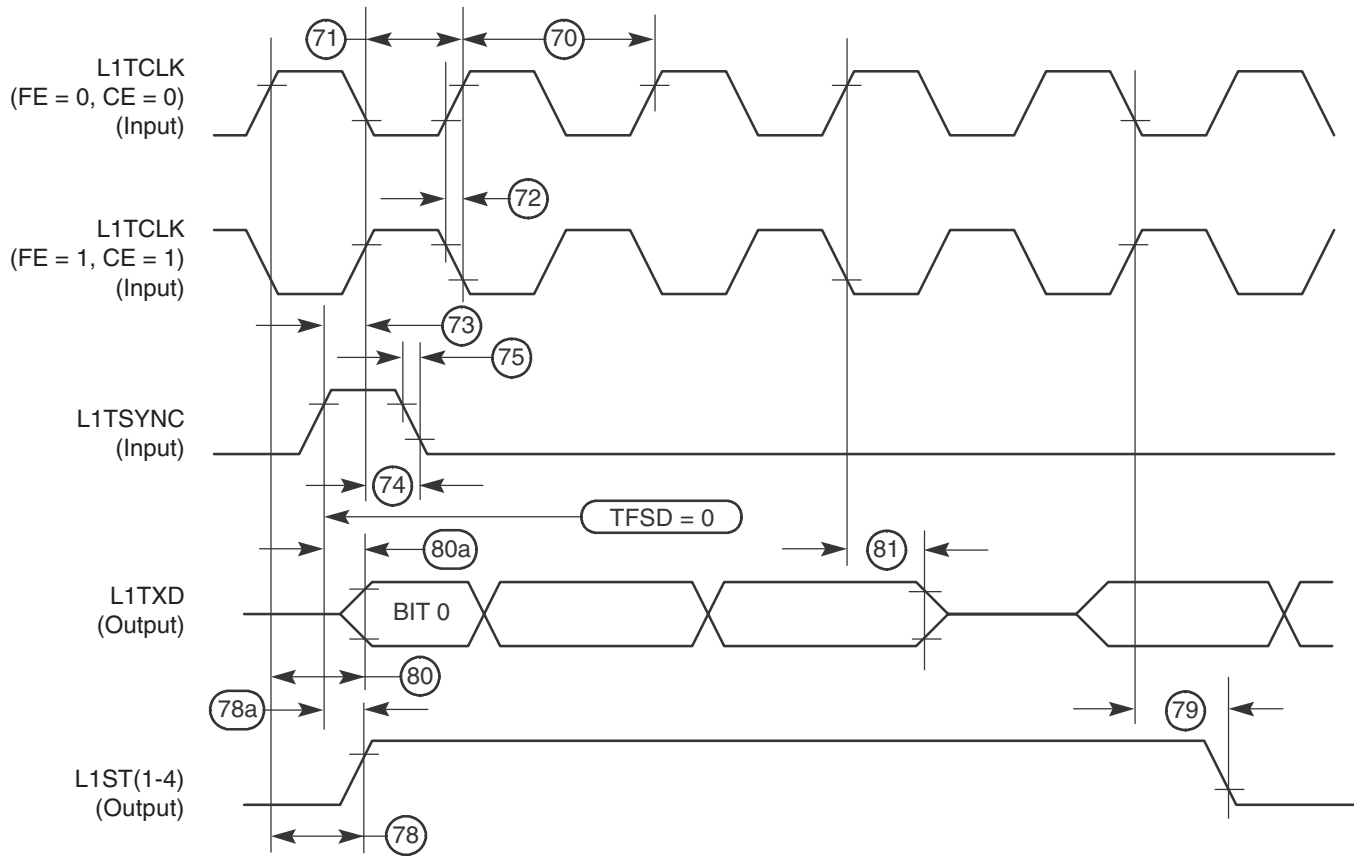 71
70
L1TCLK
(FE = 0, CE = 0)
(Input)
72
L1TCLK
(FE = 1, CE = 1)
(Input)
73
75
L1TSYNC
(Input)
74
TFSD = 0
80a
81
L1TXD
(Output)
BIT 0
80
78a
79
L1ST(1-4)
(Output)
78